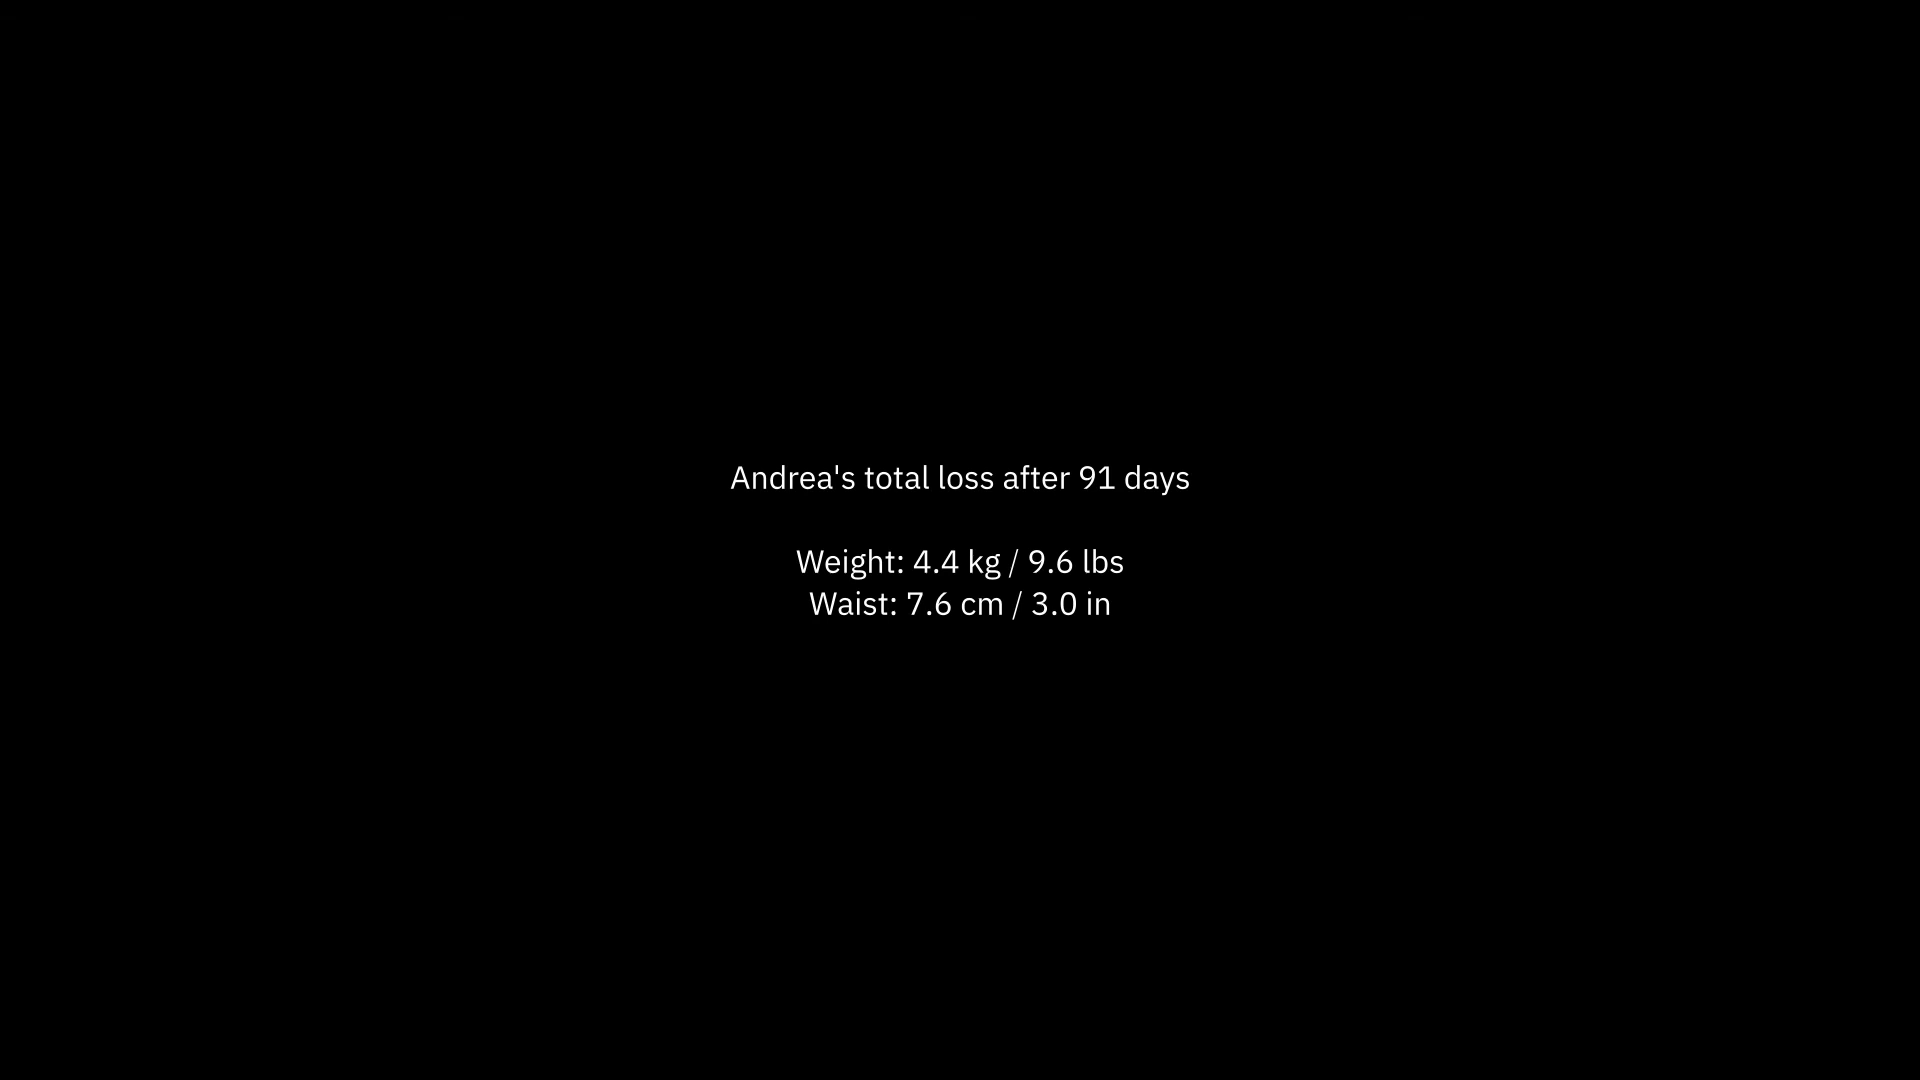 Andrea's total loss after 91 days
Weight: 4.4 kg / 9.6 lbs
Waist: 7.6 cm / 3.0 in